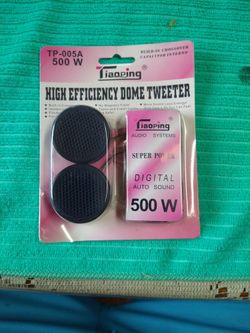 TP-005A
500 W
Tiaoping
BUILT-IN CROSSOVER
CAPACITOR INTERNO
HIGH EFFICIENCY DOME TWEETER
Tiaoping
AUDIO SYSTEMS
SUPER POWER
DIGITAL
AUTO SOUND
500 W